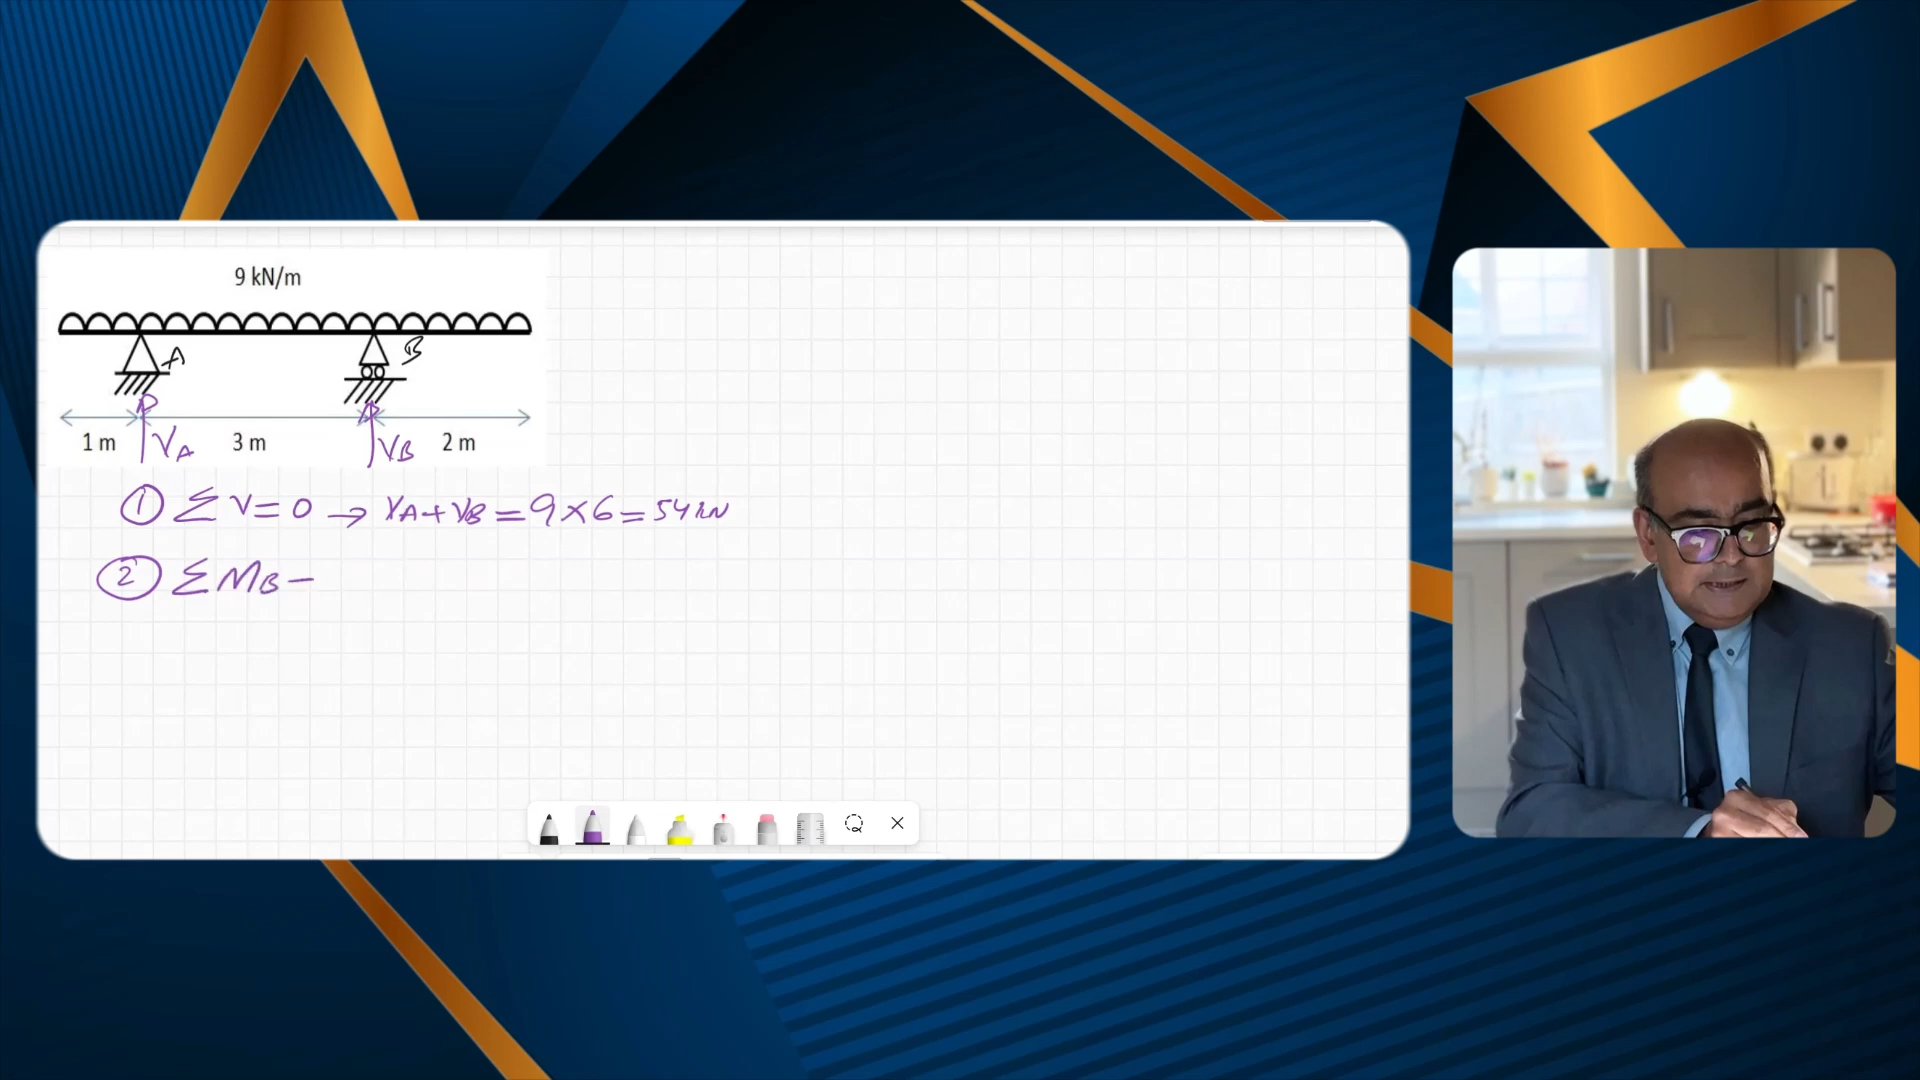 9 kN/m
A
B
1 m
3 m
2 m
VA
VB
① ΣV=0 → VA+VB=9×6=54kN
② ΣMB –